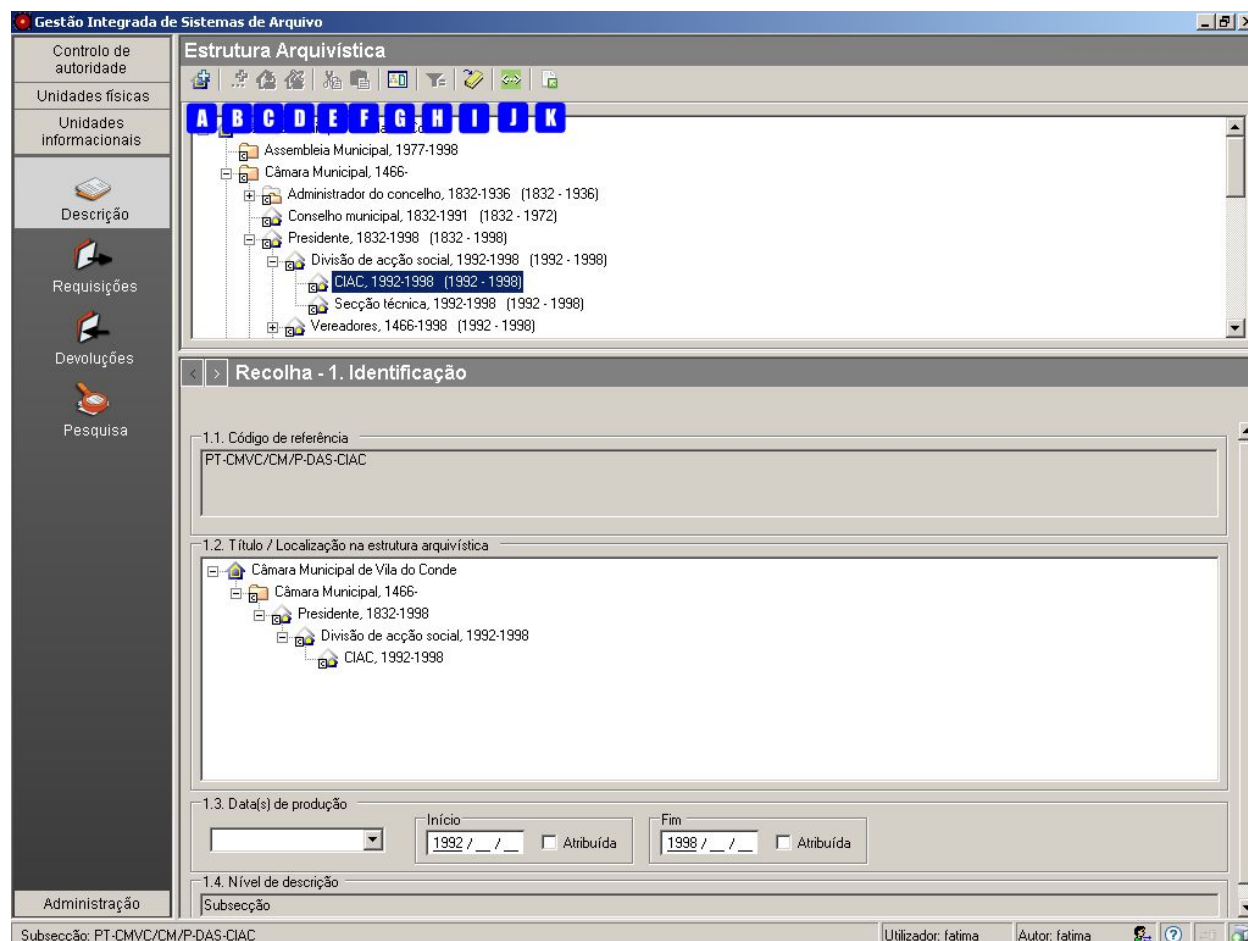 Gestão Integrada de Sistemas de Arquivo
Controlo de
autoridade
Unidades físicas
Unidades
informacionais
Descrição
Requisições
Devoluções
Pesquisa
Administração
Estrutura Arquivística
A B C D E F G H I J K
Assembleia Municipal, 1977-1998
Câmara Municipal, 1466-
Administrador do concelho, 1832-1936 (1832 - 1936)
Conselho municipal, 1832-1991 (1832 - 1972)
Presidente, 1832-1998 (1832 - 1998)
Divisão de acção social, 1992-1998 (1992 - 1998)
CIAC, 1992-1998 (1992 - 1998)
Secção técnica, 1992-1998 (1992 - 1998)
Vereadores, 1466-1998 (1992 - 1998)
< > Recolha - 1. Identificação
1.1. Código de referência
PT-CMVC/CM/P-DAS-CIAC
1.2. Título / Localização na estrutura arquivística
Câmara Municipal de Vila do Conde
Câmara Municipal, 1466-
Presidente, 1832-1998
Divisão de acção social, 1992-1998
CIAC, 1992-1998
1.3. Data(s) de produção
Início
1992 / __ / __ Atribuída
Fim
1998 / __ / __ Atribuída
1.4. Nível de descrição
Subsecção
Subsecção: PT-CMVC/CM/P-DAS-CIAC
Utilizador: fatima
Autor: fatima